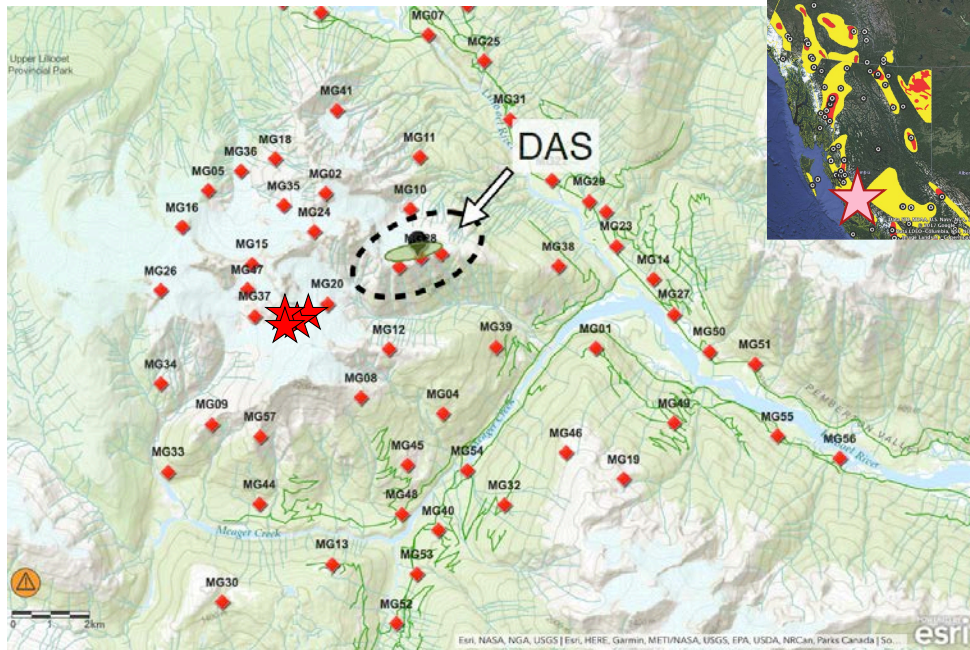 MG07
MG25
Upper Lillooet
Provincial Park
MG41
MG31
DAS
MG18
MG11
MG36
MG05
MG02
MG35
MG29
MG10
MG16
MG24
MG23
MG28
MG15
MG38
MG26
MG47
MG14
MG37
MG20
MG27
MG12
MG39
MG01
MG50
MG51
MG34
MG08
MG04
MG09
MG57
MG49
PEMBERTON VALLEY
MG55
MG45
MG54
MG46
MG56
MG33
MG19
MG44
MG48
MG32
MG40
Meager Creek
MG13
MG53
MG30
MG52
2km
Esri, NASA, NGA, USGS | Esri, HERE, Garmin, METI/NASA, USGS, EPA, USDA, NRCan, Parks Canada | So...
esri